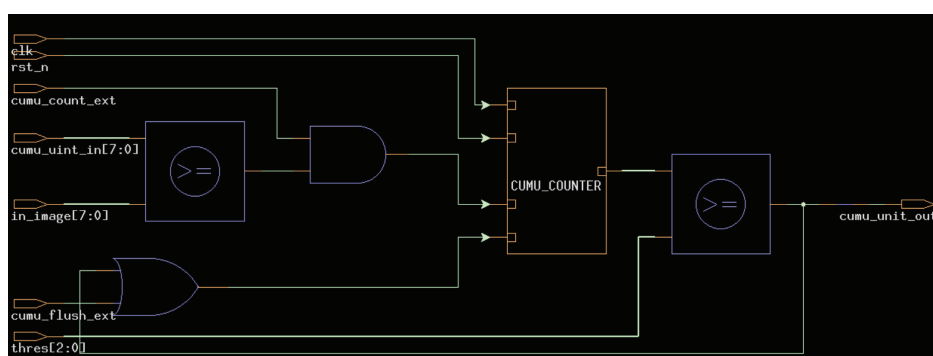 clk
rst_n
cumu_count_ext
cumu_uint_in[7:0]
>=
in_image[7:0]
CUMU_COUNTER
>=
cumu_unit_out
cumu_flush_ext
thres[2:0]